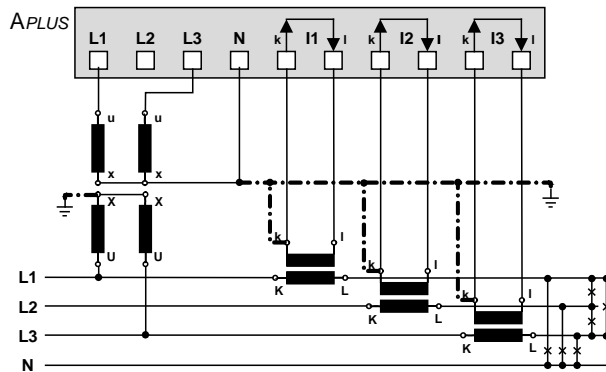 APLUS
L1 L2 L3 N I1 I2 I3
k l k l k l
u u
x x
X X
U U
k l
L1 K L
k l
L2 K L
k l
L3 K L
N